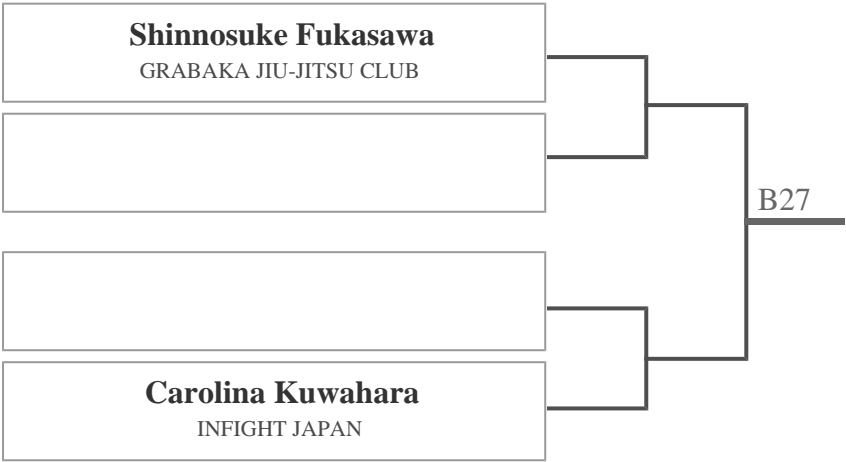 Shinnosuke Fukasawa
GRABAKA JIU-JITSU CLUB
B27
Carolina Kuwahara
INFIGHT JAPAN